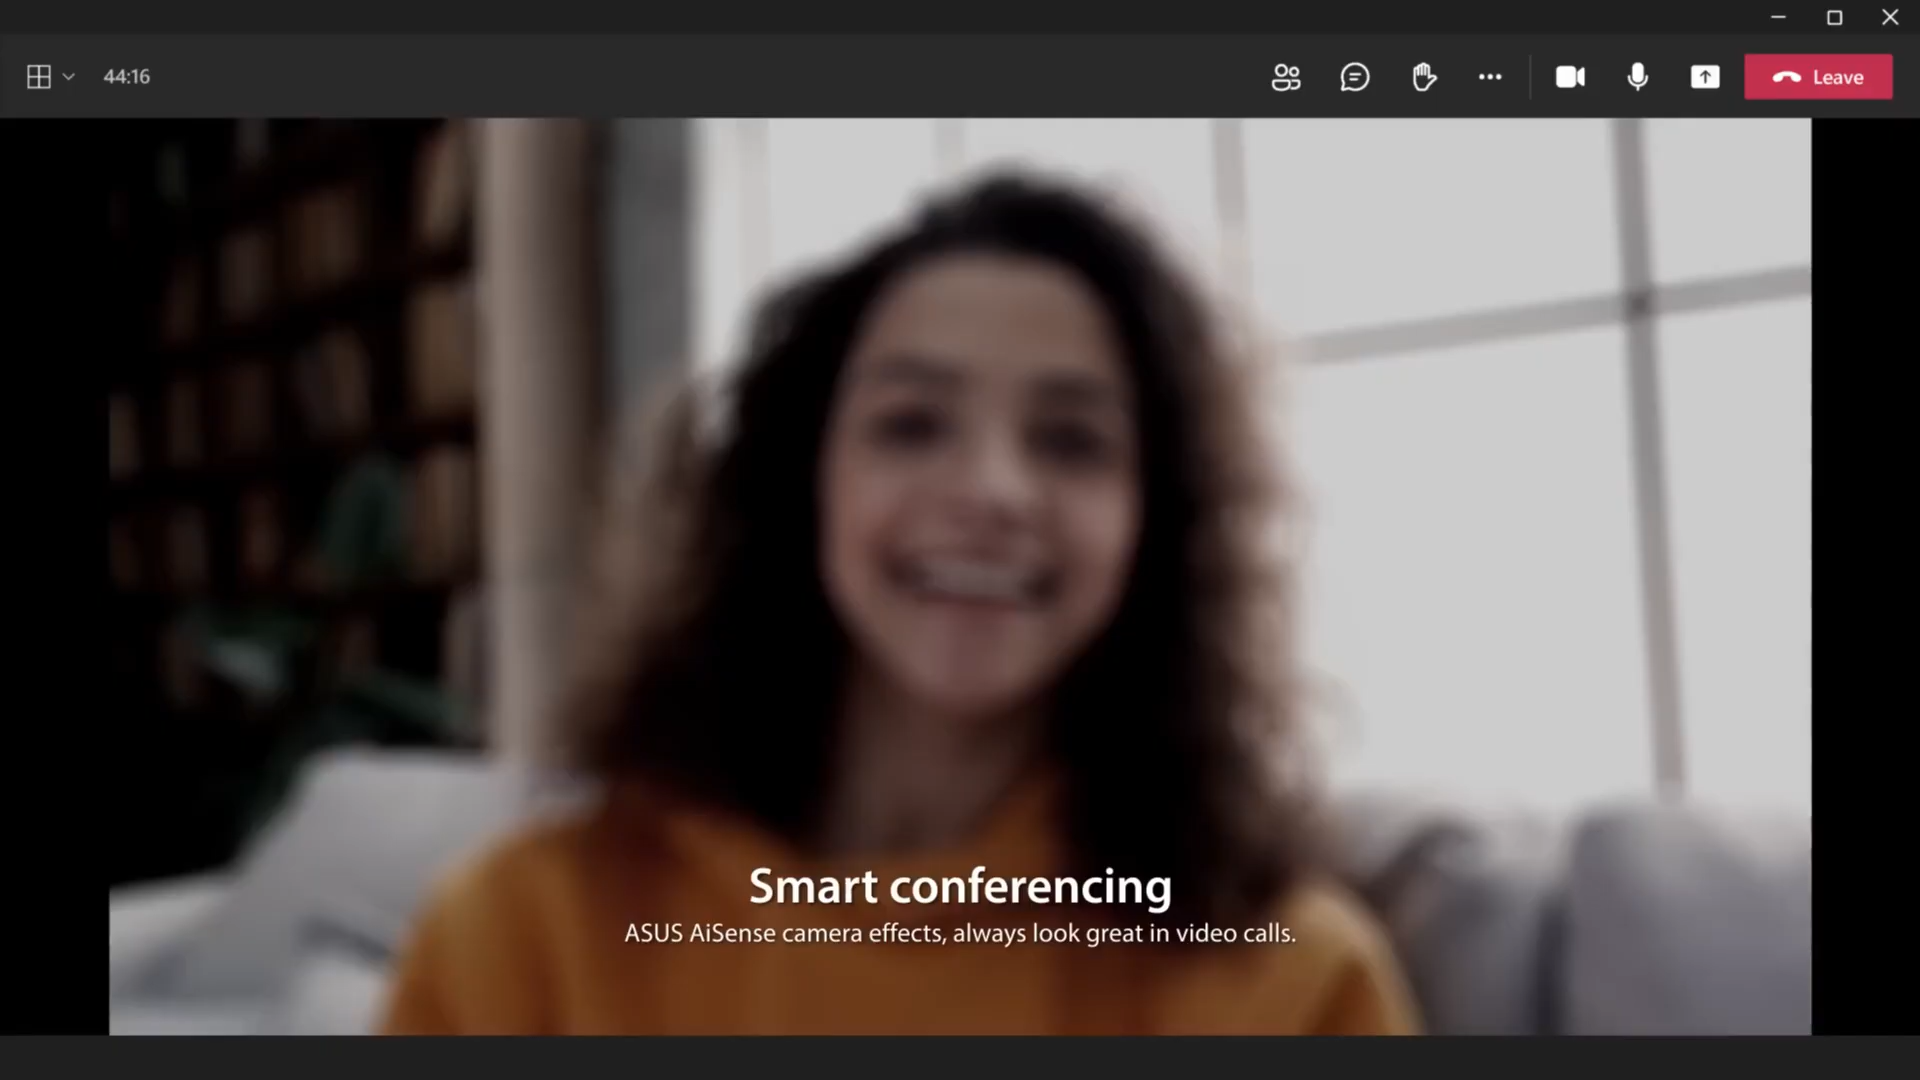 44:16
Leave
Smart conferencing
ASUS AiSense camera effects, always look great in video calls.